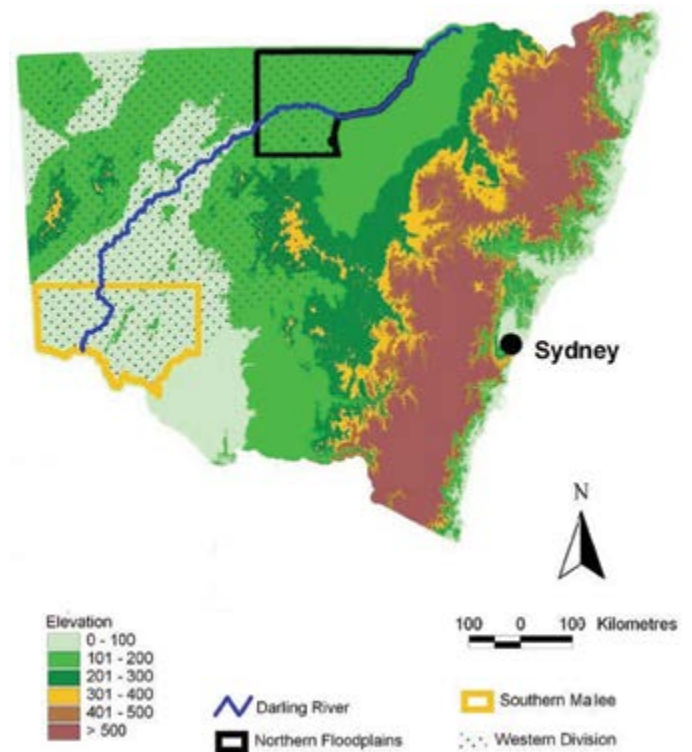 Sydney
N
Elevation
0 - 100
101 - 200
201 - 300
301 - 400
401 - 500
> 500
100 0 100 Kilometres
Darling River
Northern Floodplains
Southern Mallee
Western Division